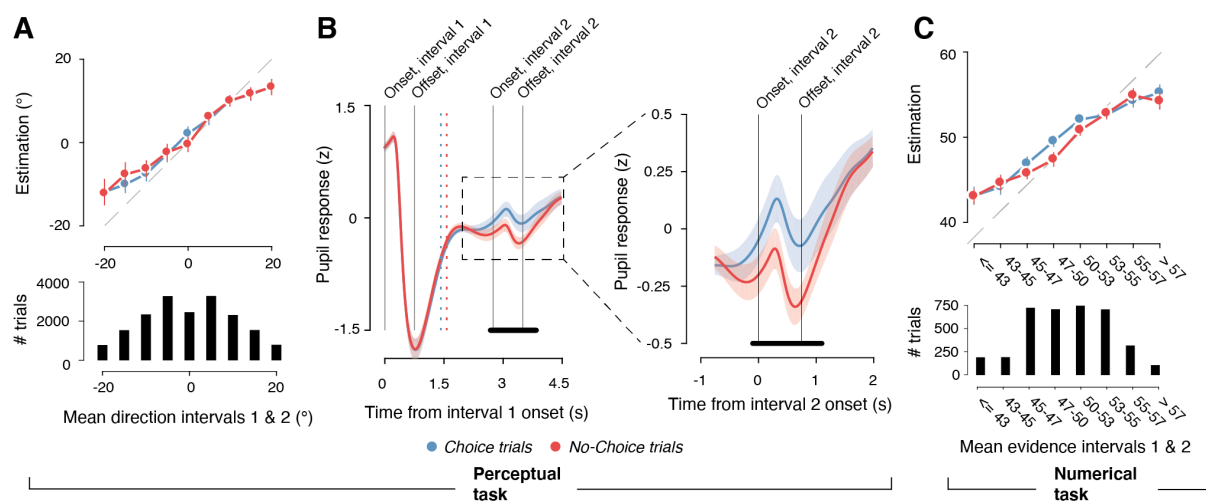 A
Estimation (°)
20
0
-20
-20
0
20
# trials
4000
2000
0
-20
0
20
Mean direction intervals 1 & 2 (°)
B
Onset, interval 1
Offset, interval 1
Onset, interval 2
Offset, interval 2
Pupil response (z)
1.5
0
-1.5
0
1.5
3
4.5
Time from interval 1 onset (s)
Onset, interval 2
Offset, interval 2
Pupil response (z)
0.5
0.25
0
-0.25
-0.5
-1
0
1
2
Time from interval 2 onset (s)
Choice trials
No-Choice trials
Perceptual
task
C
Estimation
60
50
40
<= 43
43-45
45-47
47-50
50-53
53-55
55-57
> 57
# trials
750
500
250
0
<= 43
43-45
45-47
47-50
50-53
53-55
55-57
> 57
Mean evidence intervals 1 & 2
Numerical
task